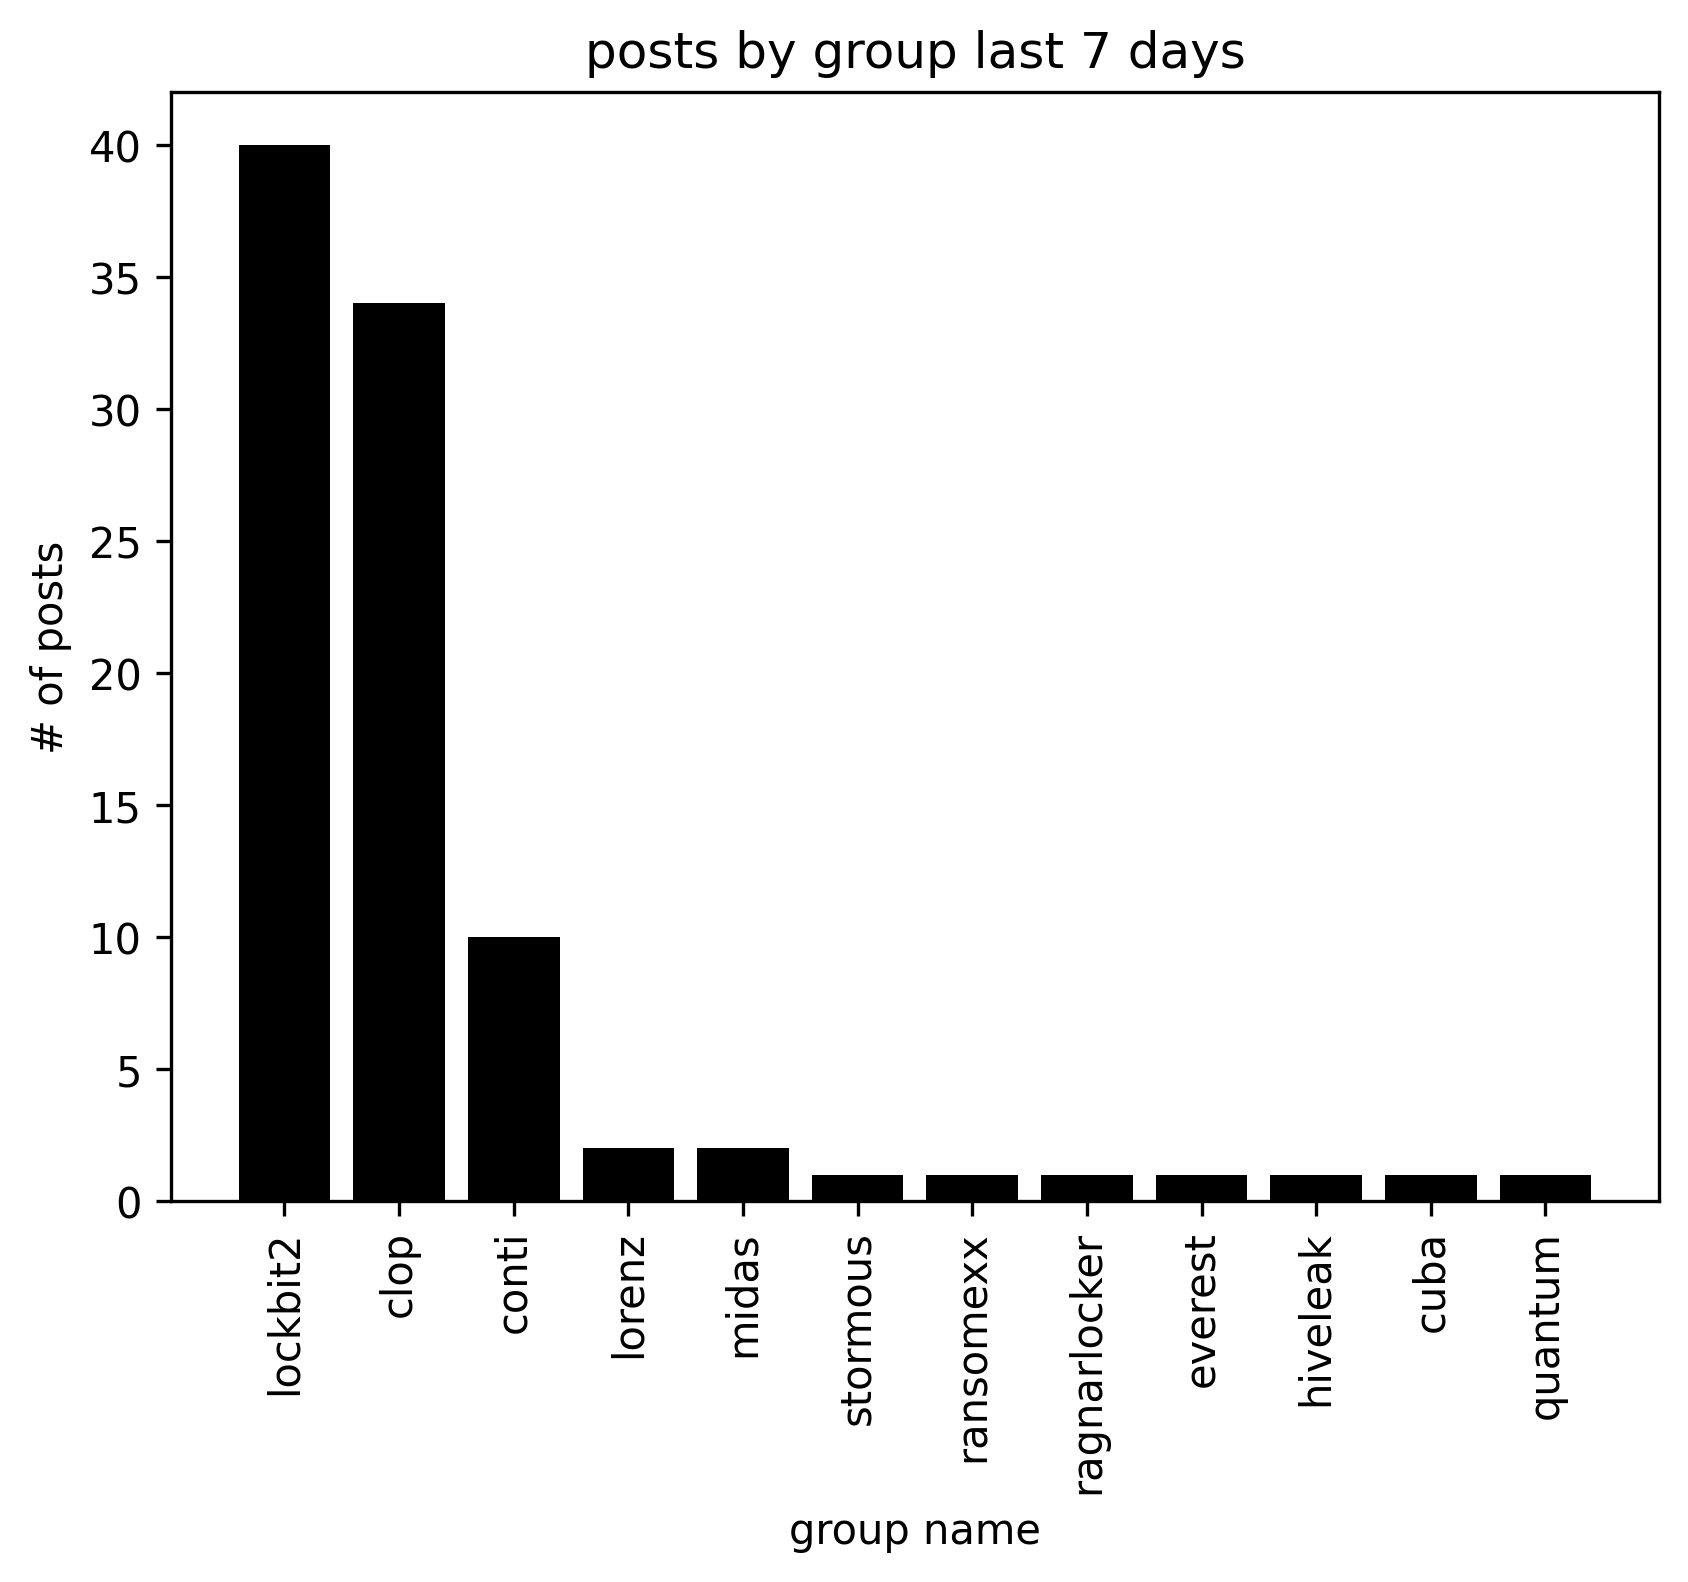 posts by group last 7 days
# of posts
40
35
30
25
20
15
10
5
0
lockbit2
clop
conti
lorenz
midas
stormous
ransomexx
ragnarlocker
everest
hiveleak
cuba
quantum
group name